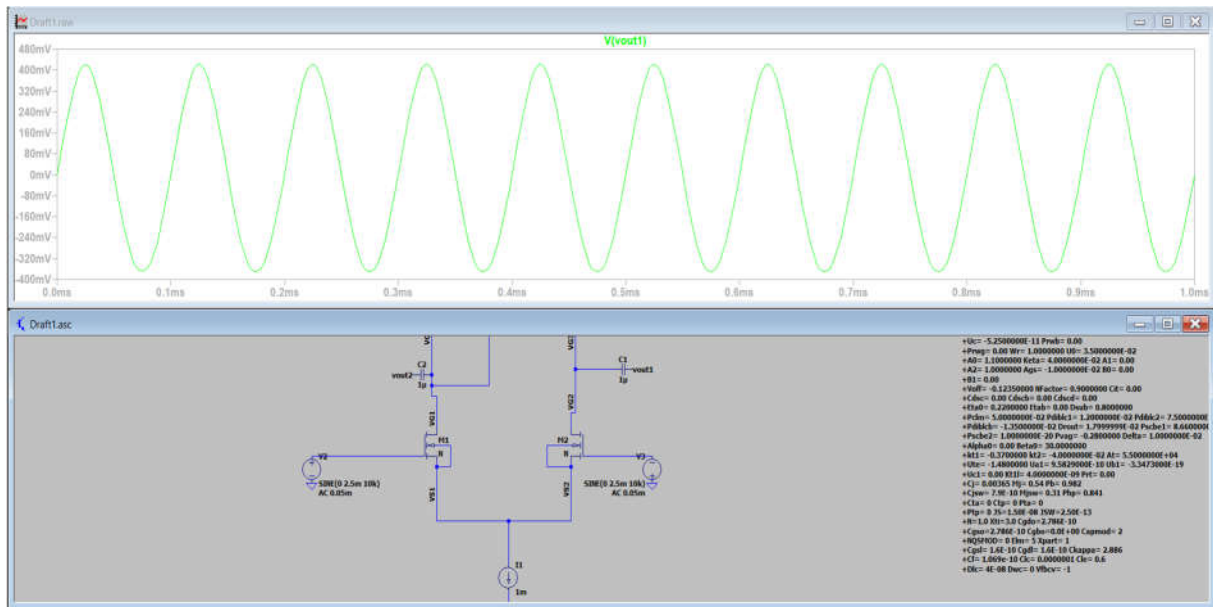 Draft1.raw
V(vout1)
480mV
400mV
320mV
240mV
160mV
80mV
0mV
-80mV
-160mV
-240mV
-320mV
-400mV
0.0ms 0.1ms 0.2ms 0.3ms 0.4ms 0.5ms 0.6ms 0.7ms 0.8ms 0.9ms 1.0ms
Draft1.asc
C2
vout2
1p
VG1
M1
N
V2
SINE(0 2.5m 10k)
AC 0.05m
VS1
C1
vout1
1p
VG2
M2
N
V3
SINE(0 2.5m 10k)
AC 0.05m
VS2
I1
1m
+Uc= -5.2500000E-11 Prwb= 0.00
+Prwg= 0.00 Wr= 1.0000000 U0= 3.5000000E-02
+A0= 1.1000000 Keta= 4.0000000E-02 A1= 0.00
+A2= 1.0000000 Ags= -1.0000000E-02 B0= 0.00
+B1= 0.00
+Voff= -0.12350000 NFactor= 0.9000000 Cit= 0.00
+Cdsc= 0.00 Cdscb= 0.00 Cdscd= 0.00
+Eta0= 0.2200000 Etab= 0.00 Dsub= 0.8000000
+Pclm= 5.0000000E-02 Pdiblc1= 1.2000000E-02 Pdiblc2= 7.5000000E
+Pdiblcb= -1.3500000E-02 Drout= 1.7999999E-02 Pscbe1= 8.6600000
+Pscbe2= 1.0000000E-20 Pvag= -0.2800000 Delta= 1.0000000E-02
+Alpha0= 0.00 Beta0= 30.0000000
+kt1= -0.3700000 kt2= -4.0000000E-02 At= 5.5000000E+04
+Ute= -1.4800000 Ua1= 9.5829000E-10 Ub1= -3.3473000E-19
+Uc1= 0.00 Kt1l= 4.0000000E-09 Prt= 0.00
+Cj= 0.00365 Mj= 0.54 Pb= 0.982
+Cjsw= 7.9E-10 Mjsw= 0.31 Php= 0.841
+Cta= 0 Ctp= 0 Pta= 0
+Ptp= 0 JS=1.50E-08 JSW=2.50E-13
+N=1.0 Xti=3.0 Cgdo=2.786E-10
+Cgso=2.786E-10 Cgbo=0.0E+00 Capmod= 2
+NQSMOD= 0 Elm= 5 Xpart= 1
+Cgsl= 1.6E-10 Cgdl= 1.6E-10 Ckappa= 2.886
+Cf= 1.069e-10 Clc= 0.0000001 Cle= 0.6
+Dlc= 4E-08 Dwc= 0 Vfbcv= -1